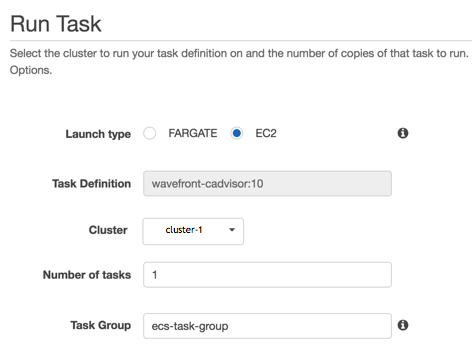 Run Task
Select the cluster to run your task definition on and the number of copies of that task to run.
Options.
Launch type FARGATE EC2
Task Definition wavefront-cadvisor:10
Cluster cluster-1
Number of tasks 1
Task Group ecs-task-group